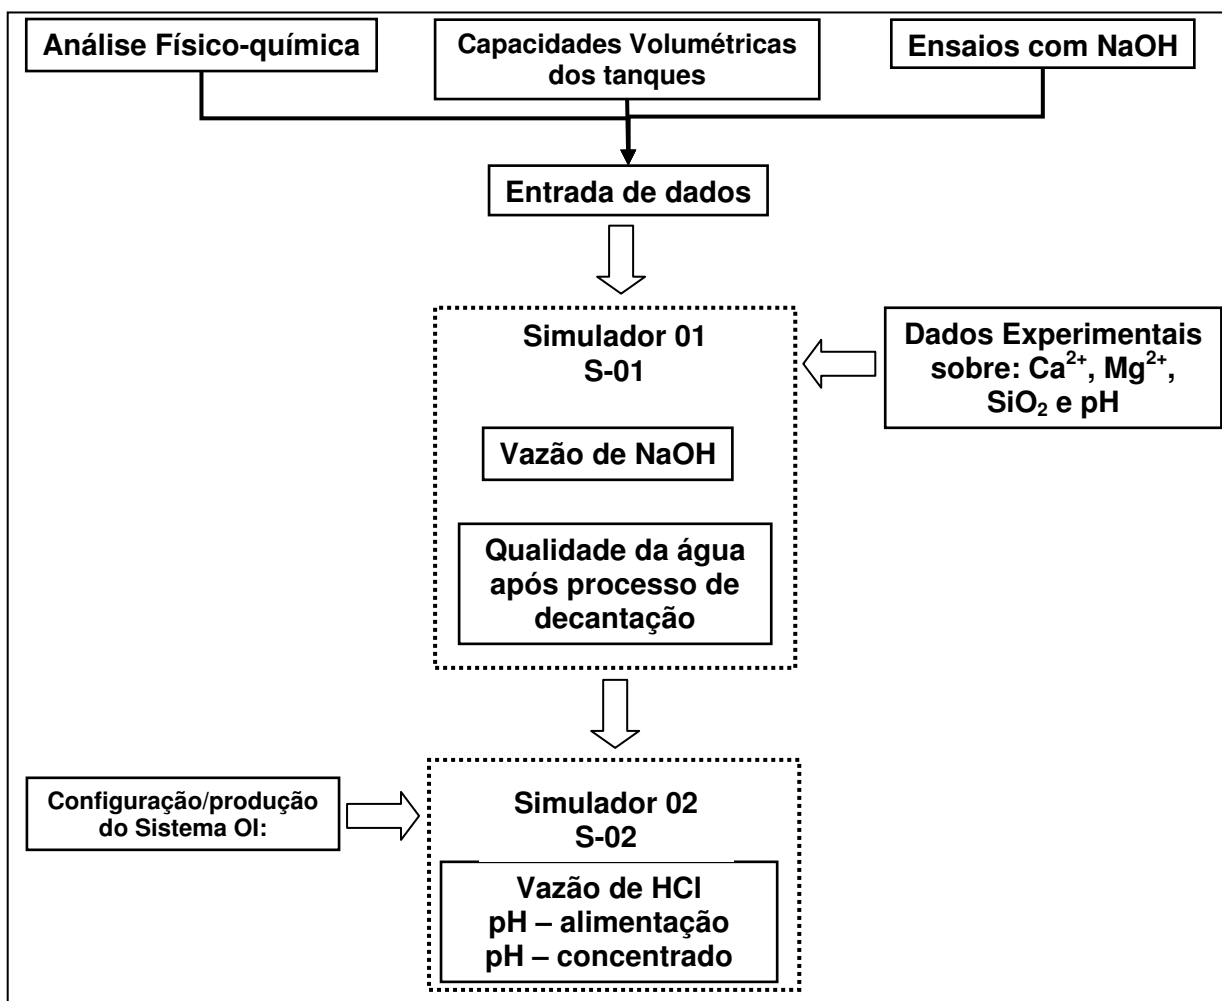 Análise Físico-química
Capacidades Volumétricas
dos tanques
Ensaios com NaOH
Entrada de dados
Simulador 01
S-01
Dados Experimentais
sobre: Ca²⁺, Mg²⁺,
SiO₂ e pH
Vazão de NaOH
Qualidade da água
após processo de
decantação
Configuração/produção
do Sistema OI:
Simulador 02
S-02
Vazão de HCl
pH – alimentação
pH – concentrado